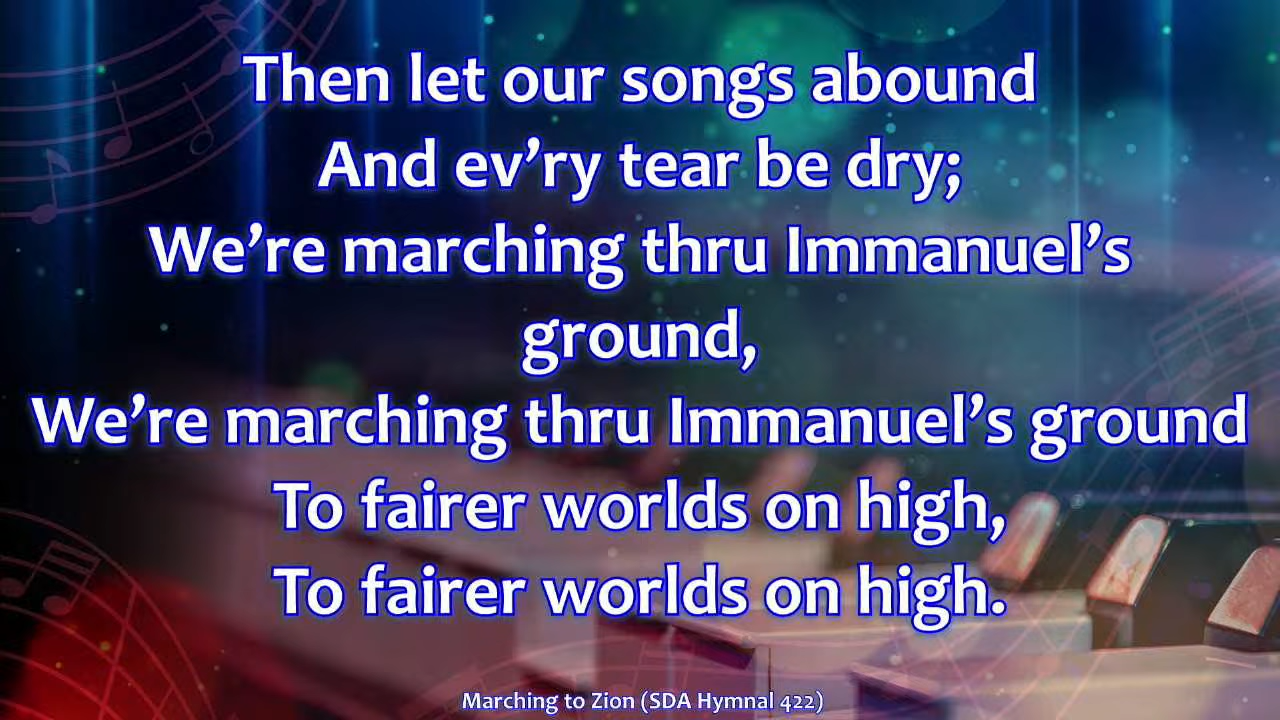 Then let our songs abound
And ev’ry tear be dry;
We’re marching thru Immanuel’s
ground,
We’re marching thru Immanuel’s ground
To fairer worlds on high,
To fairer worlds on high.
Marching to Zion (SDA Hymnal 422)